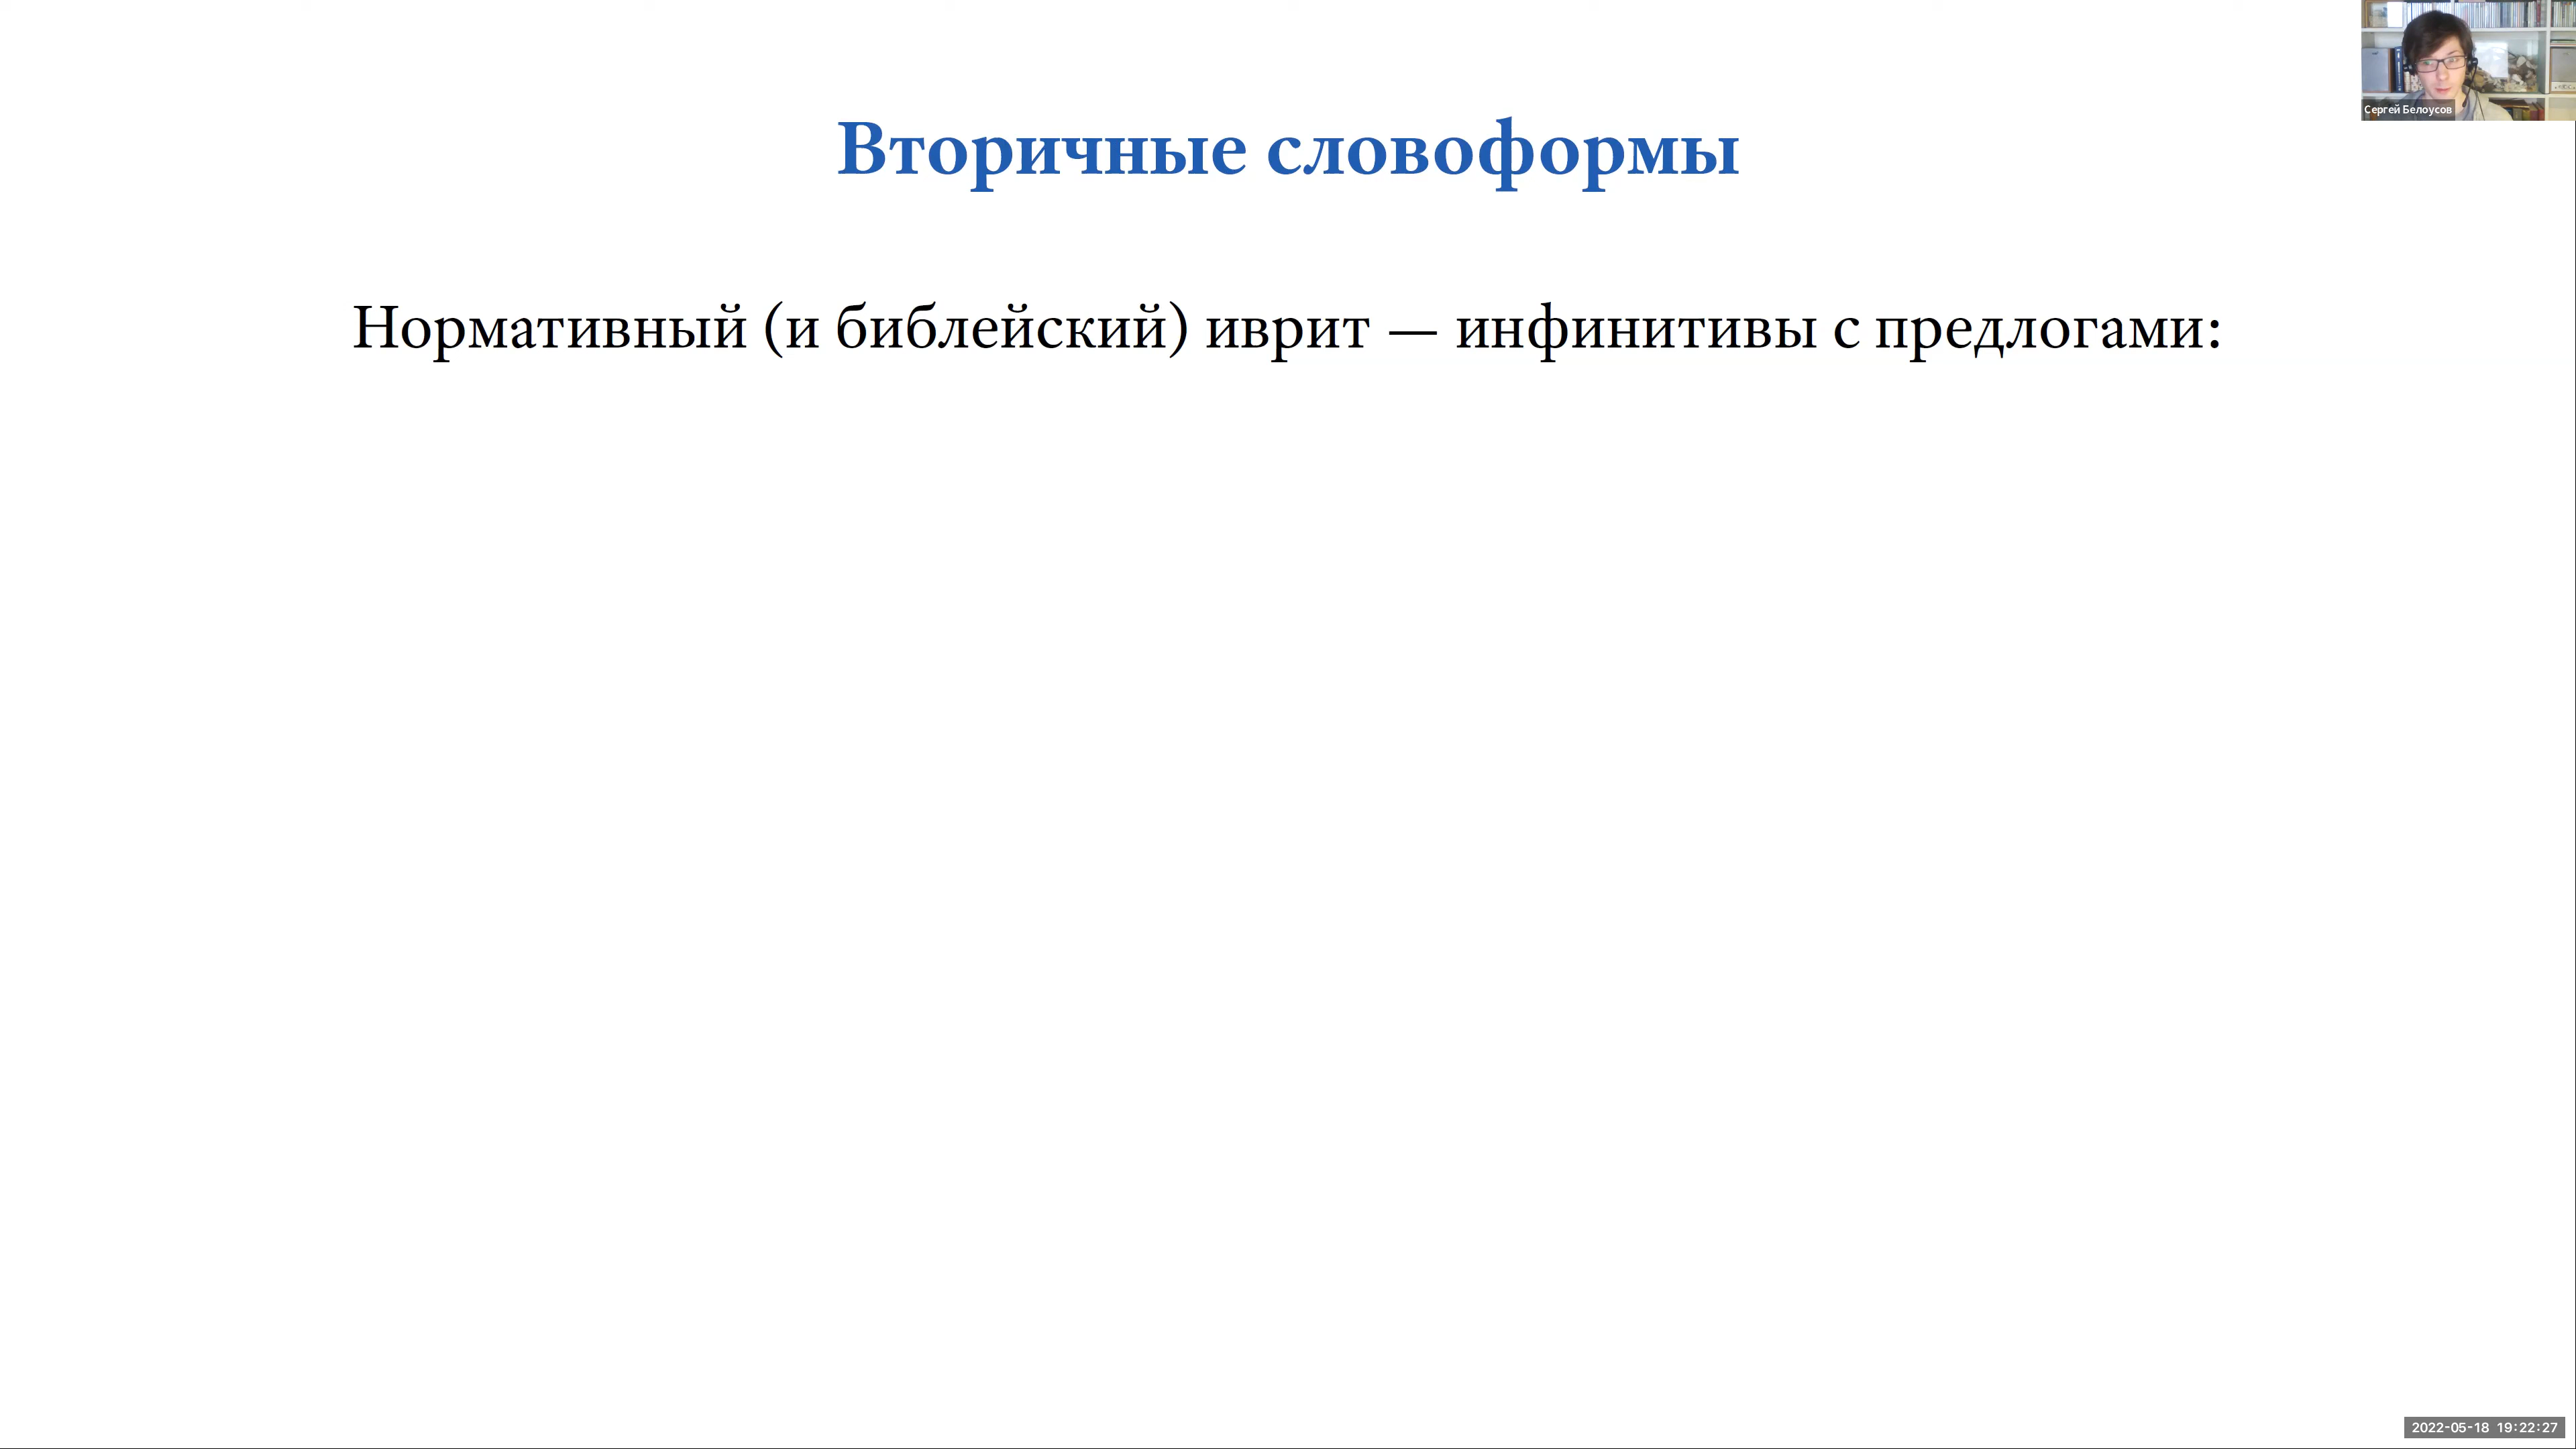 Сергей Белоусов
Вторичные словоформы
Нормативный (и библейский) иврит — инфинитивы с предлогами:
2022-05-18 19:22:27